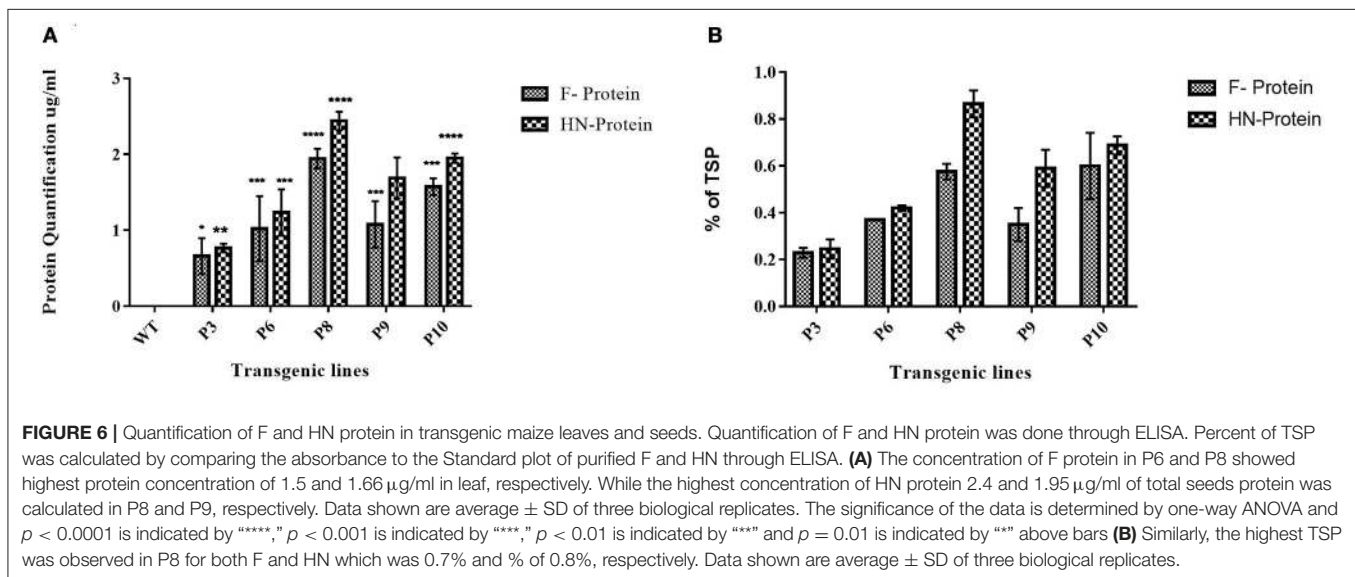 A
Protein Quantification ug/ml
3
2
1
0
* ** *** *** **** **** *** *** ****
WT P3 P6 P8 P9 P10
Transgenic lines
F- Protein
HN-Protein
B
% of TSP
1.0
0.8
0.6
0.4
0.2
0.0
P3 P6 P8 P9 P10
Transgenic lines
F- Protein
HN-Protein
FIGURE 6 | Quantification of F and HN protein in transgenic maize leaves and seeds. Quantification of F and HN protein was done through ELISA. Percent of TSP
was calculated by comparing the absorbance to the Standard plot of purified F and HN through ELISA. (A) The concentration of F protein in P6 and P8 showed
highest protein concentration of 1.5 and 1.66 μg/ml in leaf, respectively. While the highest concentration of HN protein 2.4 and 1.95 μg/ml of total seeds protein was
calculated in P8 and P9, respectively. Data shown are average ± SD of three biological replicates. The significance of the data is determined by one-way ANOVA and
p < 0.0001 is indicated by “****,” p < 0.001 is indicated by “***,” p < 0.01 is indicated by “**” and p = 0.01 is indicated by “*” above bars (B) Similarly, the highest TSP
was observed in P8 for both F and HN which was 0.7% and % of 0.8%, respectively. Data shown are average ± SD of three biological replicates.